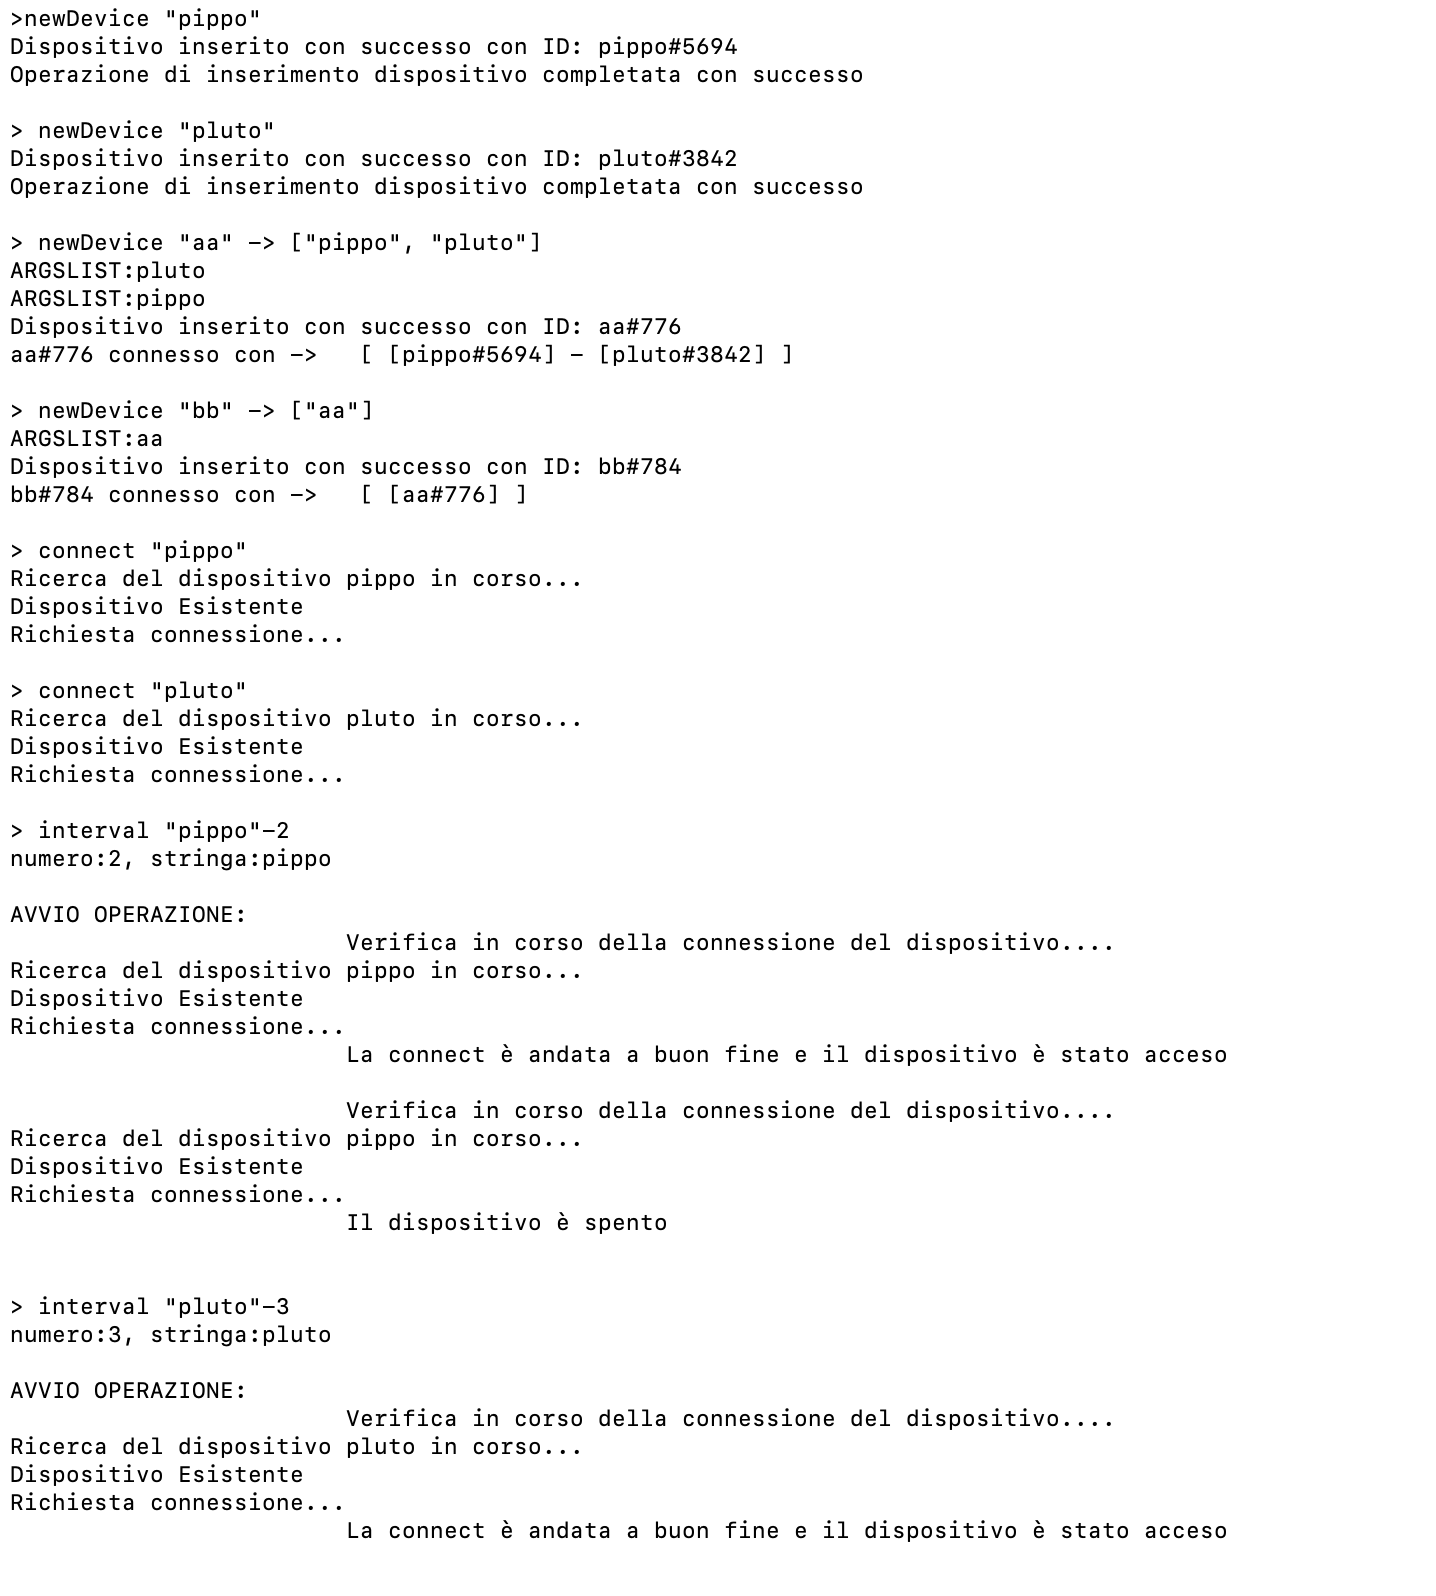 >newDevice "pippo"
Dispositivo inserito con successo con ID: pippo#5694
Operazione di inserimento dispositivo completata con successo
> newDevice "pluto"
Dispositivo inserito con successo con ID: pluto#3842
Operazione di inserimento dispositivo completata con successo
> newDevice "aa" −> ["pippo", "pluto"]
ARGSLIST:pluto
ARGSLIST:pippo
Dispositivo inserito con successo con ID: aa#776
aa#776 connesso con −>   [ [pippo#5694] − [pluto#3842] ]
> newDevice "bb" −> ["aa"]
ARGSLIST:aa
Dispositivo inserito con successo con ID: bb#784
bb#784 connesso con −>   [ [aa#776] ]
> connect "pippo"
Ricerca del dispositivo pippo in corso...
Dispositivo Esistente
Richiesta connessione...
> connect "pluto"
Ricerca del dispositivo pluto in corso...
Dispositivo Esistente
Richiesta connessione...
> interval "pippo"−2
numero:2, stringa:pippo
AVVIO OPERAZIONE:
Verifica in corso della connessione del dispositivo....
Ricerca del dispositivo pippo in corso...
Dispositivo Esistente
Richiesta connessione...
La connect è andata a buon fine e il dispositivo è stato acceso
Verifica in corso della connessione del dispositivo....
Ricerca del dispositivo pippo in corso...
Dispositivo Esistente
Richiesta connessione...
Il dispositivo è spento
> interval "pluto"−3
numero:3, stringa:pluto
AVVIO OPERAZIONE:
Verifica in corso della connessione del dispositivo....
Ricerca del dispositivo pluto in corso...
Dispositivo Esistente
Richiesta connessione...
La connect è andata a buon fine e il dispositivo è stato acceso